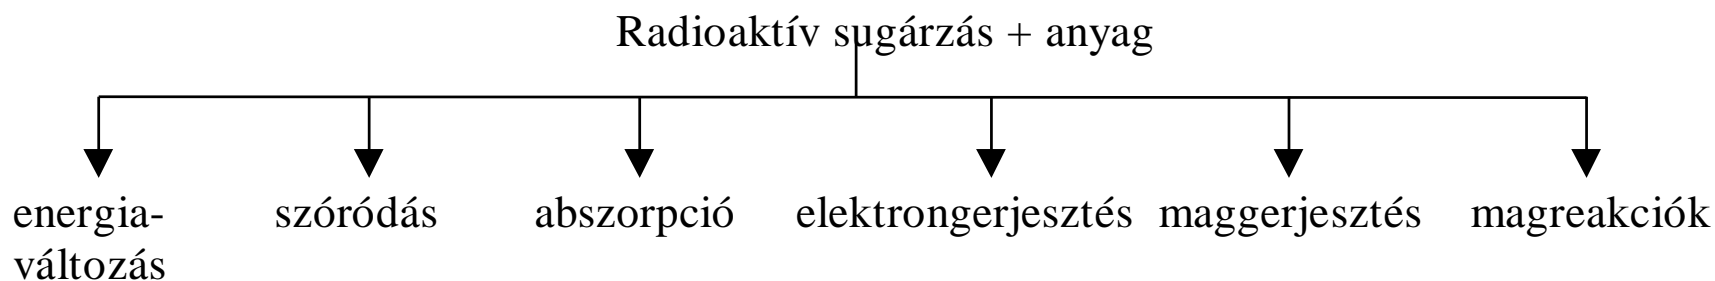 Radioaktív sugárzás + anyag
energia-
változás
szóródás
abszorpció
elektrongerjesztés
maggerjesztés
magreakciók